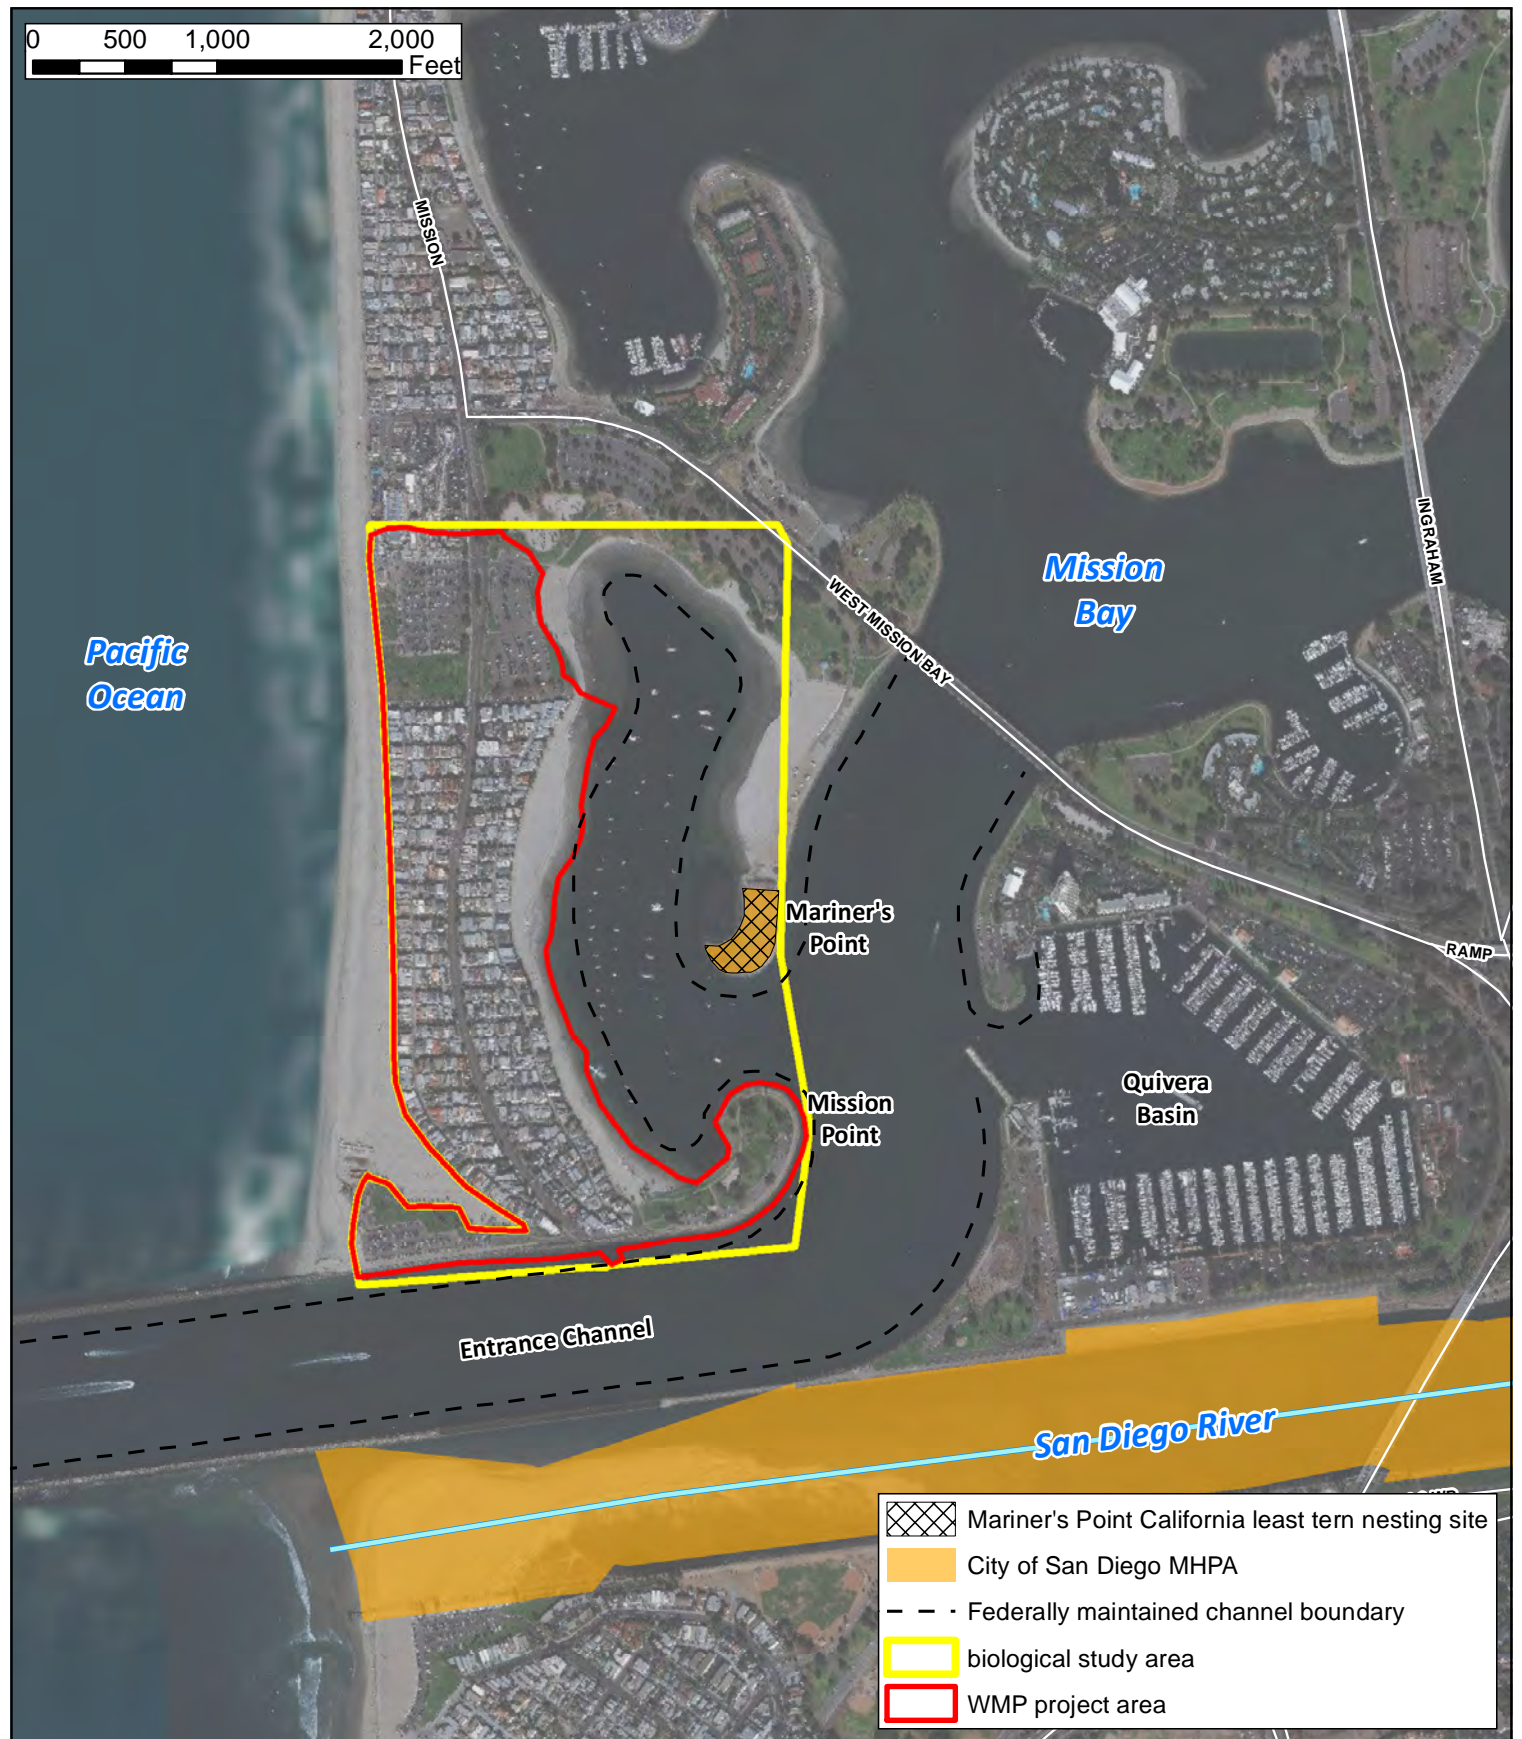 0 500 1,000 2,000
Feet
MISSION
Mission
Bay
INGRAHAM
WEST MISSION BAY
Pacific
Ocean
Mariner's
Point
RAMP
Quivera
Basin
Mission
Point
Entrance Channel
San Diego River
Mariner's Point California least tern nesting site
City of San Diego MHPA
Federally maintained channel boundary
biological study area
WMP project area